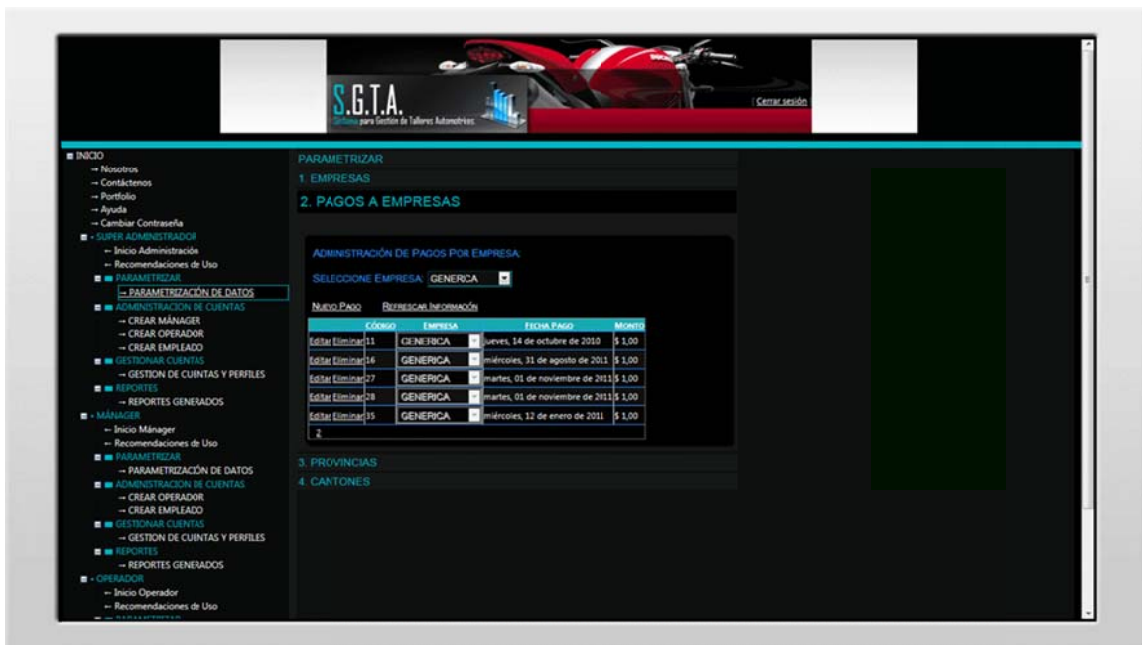 S.G.T.A.
Sistema para Gestión de Talleres Automotrices
Cerrar sesión
INICIO
→ Nosotros
→ Contáctenos
→ Portfolio
→ Ayuda
→ Cambiar Contraseña
- SUPER ADMINISTRADOR
← Inicio Administración
← Recomendaciones de Uso
PARAMETRIZAR
→ PARAMETRIZACIÓN DE DATOS
ADMINISTRACION DE CUENTAS
→ CREAR MÁNAGER
→ CREAR OPERADOR
→ CREAR EMPLEADO
GESTIONAR CUENTAS
→ GESTION DE CUINTAS Y PERFILES
REPORTES
→ REPORTES GENERADOS
- MÁNAGER
← Inicio Mánager
← Recomendaciones de Uso
PARAMETRIZAR
→ PARAMETRIZACIÓN DE DATOS
ADMINISTRACION DE CUENTAS
→ CREAR OPERADOR
→ CREAR EMPLEADO
GESTIONAR CUENTAS
→ GESTION DE CUINTAS Y PERFILES
REPORTES
→ REPORTES GENERADOS
- OPERADOR
← Inicio Operador
← Recomendaciones de Uso
PARAMETRIZAR
1. EMPRESAS
2. PAGOS A EMPRESAS
ADMINISTRACIÓN DE PAGOS POR EMPRESA:
SELECCIONE EMPRESA: GENERICA
NUEVO PAGO REFRESCAR INFORMACIÓN
CÓDIGO EMPRESA FECHA PAGO MONTO
Editar Eliminar 11 GENERICA jueves, 14 de octubre de 2010 $ 1,00
Editar Eliminar 16 GENERICA miércoles, 31 de agosto de 2011 $ 1,00
Editar Eliminar 27 GENERICA martes, 01 de noviembre de 2011 $ 1,00
Editar Eliminar 28 GENERICA martes, 01 de noviembre de 2011 $ 1,00
Editar Eliminar 35 GENERICA miércoles, 12 de enero de 2011 $ 1,00
2
3. PROVINCIAS
4. CANTONES